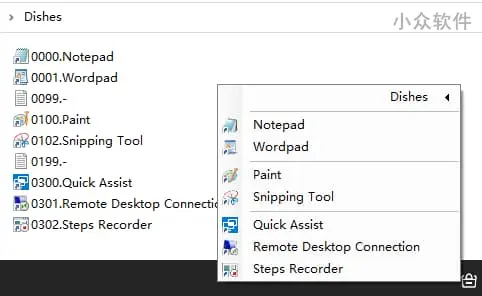 Dishes
小众软件
0000.Notepad
0001.Wordpad
0099.-
0100.Paint
0102.Snipping Tool
0199.-
0300.Quick Assist
0301.Remote Desktop Connectio
0302.Steps Recorder
Dishes
Notepad
Wordpad
Paint
Snipping Tool
Quick Assist
Remote Desktop Connection
Steps Recorder